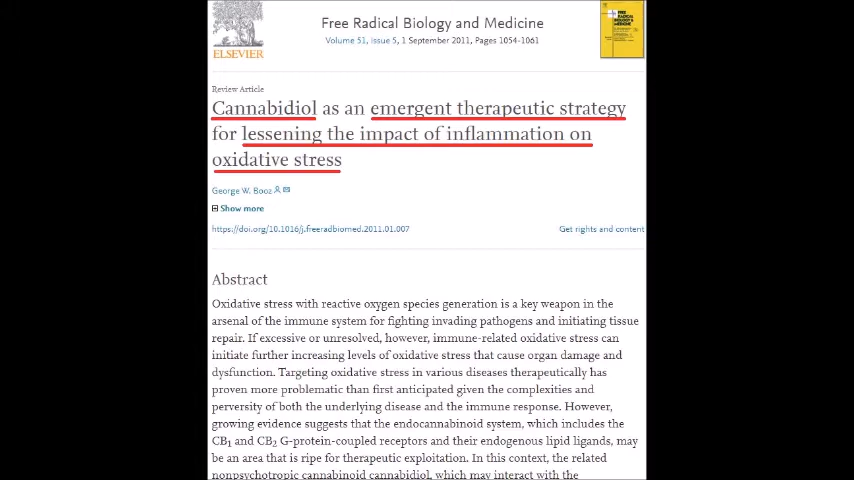 Free Radical Biology and Medicine
Volume 51, Issue 5, 1 September 2011, Pages 1054-1061
ELSEVIER
Review Article
Cannabidiol as an emergent therapeutic strategy
for lessening the impact of inflammation on
oxidative stress
George W. Booz
Show more
https://doi.org/10.1016/j.freeradbiomed.2011.01.007
Get rights and content
Abstract
Oxidative stress with reactive oxygen species generation is a key weapon in the
arsenal of the immune system for fighting invading pathogens and initiating tissue
repair. If excessive or unresolved, however, immune-related oxidative stress can
initiate further increasing levels of oxidative stress that cause organ damage and
dysfunction. Targeting oxidative stress in various diseases therapeutically has
proven more problematic than first anticipated given the complexities and
perversity of both the underlying disease and the immune response. However,
growing evidence suggests that the endocannabinoid system, which includes the
CB₁ and CB₂ G-protein-coupled receptors and their endogenous lipid ligands, may
be an area that is ripe for therapeutic exploitation. In this context, the related
nonpsychotropic cannabinoid cannabidiol, which may interact with the